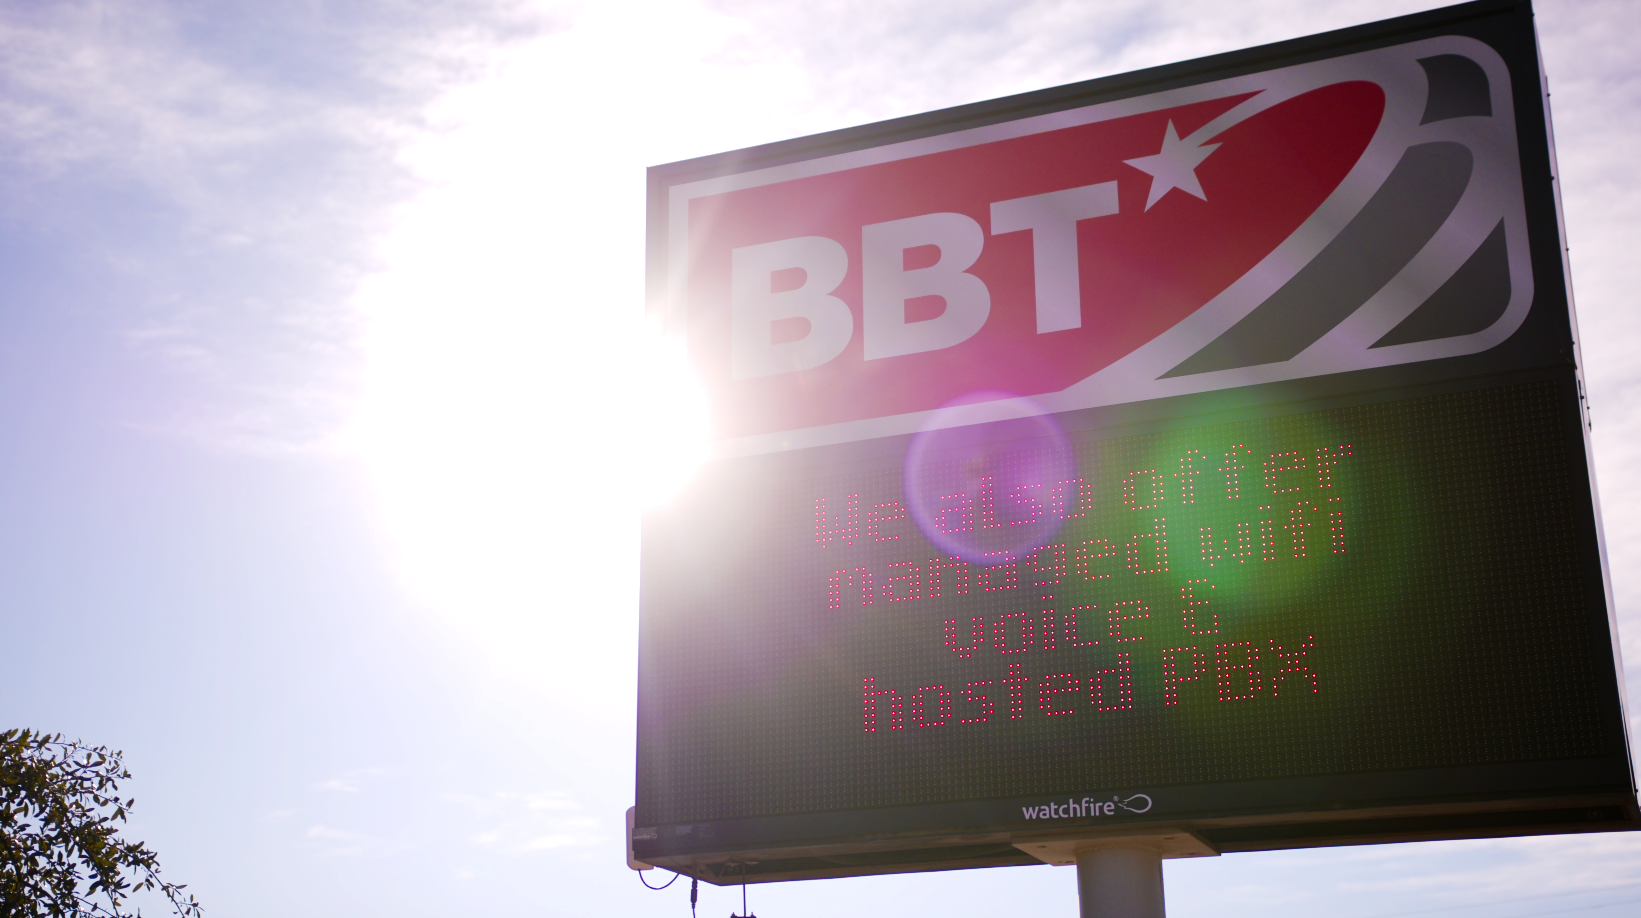 BBT
We also offer
managed wifi
voice &
hosted PBX
watchfire®